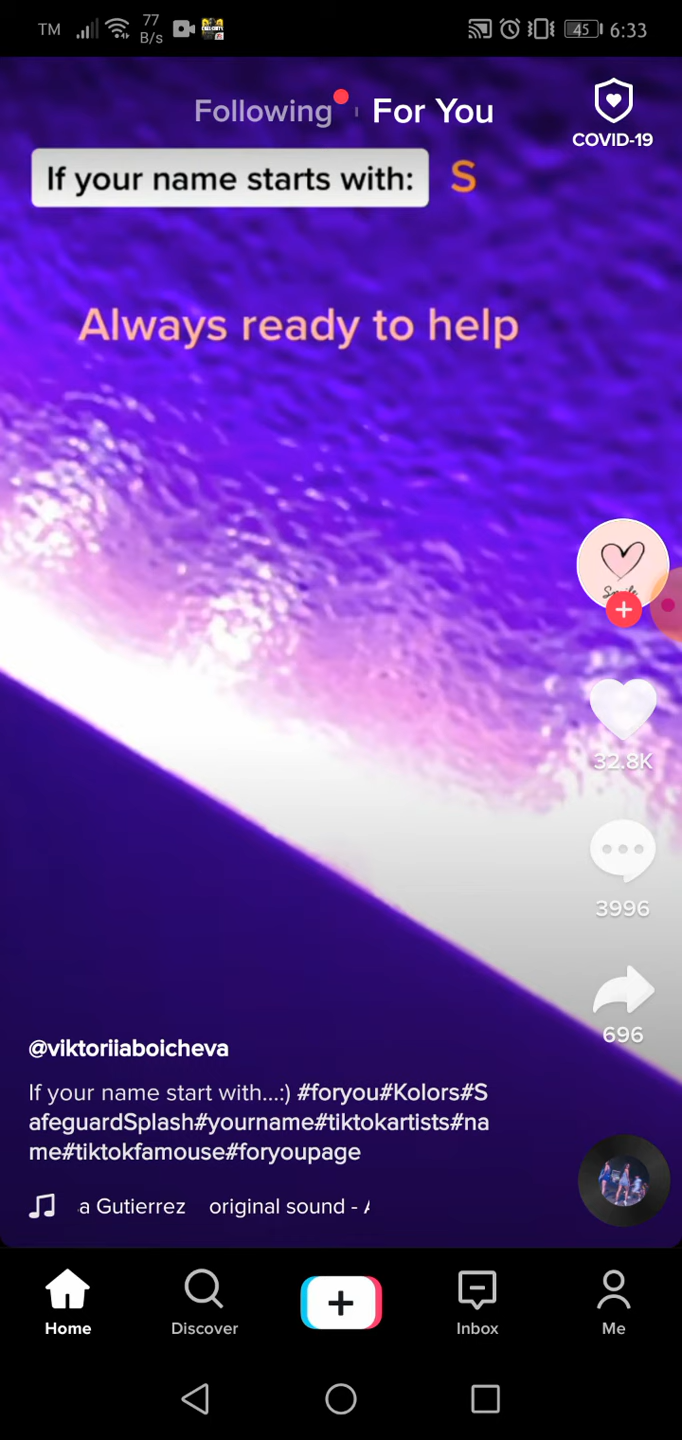 TM 77 B/s 45 6:33
Following For You
COVID-19
If your name starts with: S
Always ready to help
Smile
32.8K
3996
696
@viktoriiaboicheva
If your name start with...:) #foryou#Kolors#S
afeguardSplash#yourname#tiktokartists#na
me#tiktokfamouse#foryoupage
a Gutierrez original sound - A
Home Discover Inbox Me